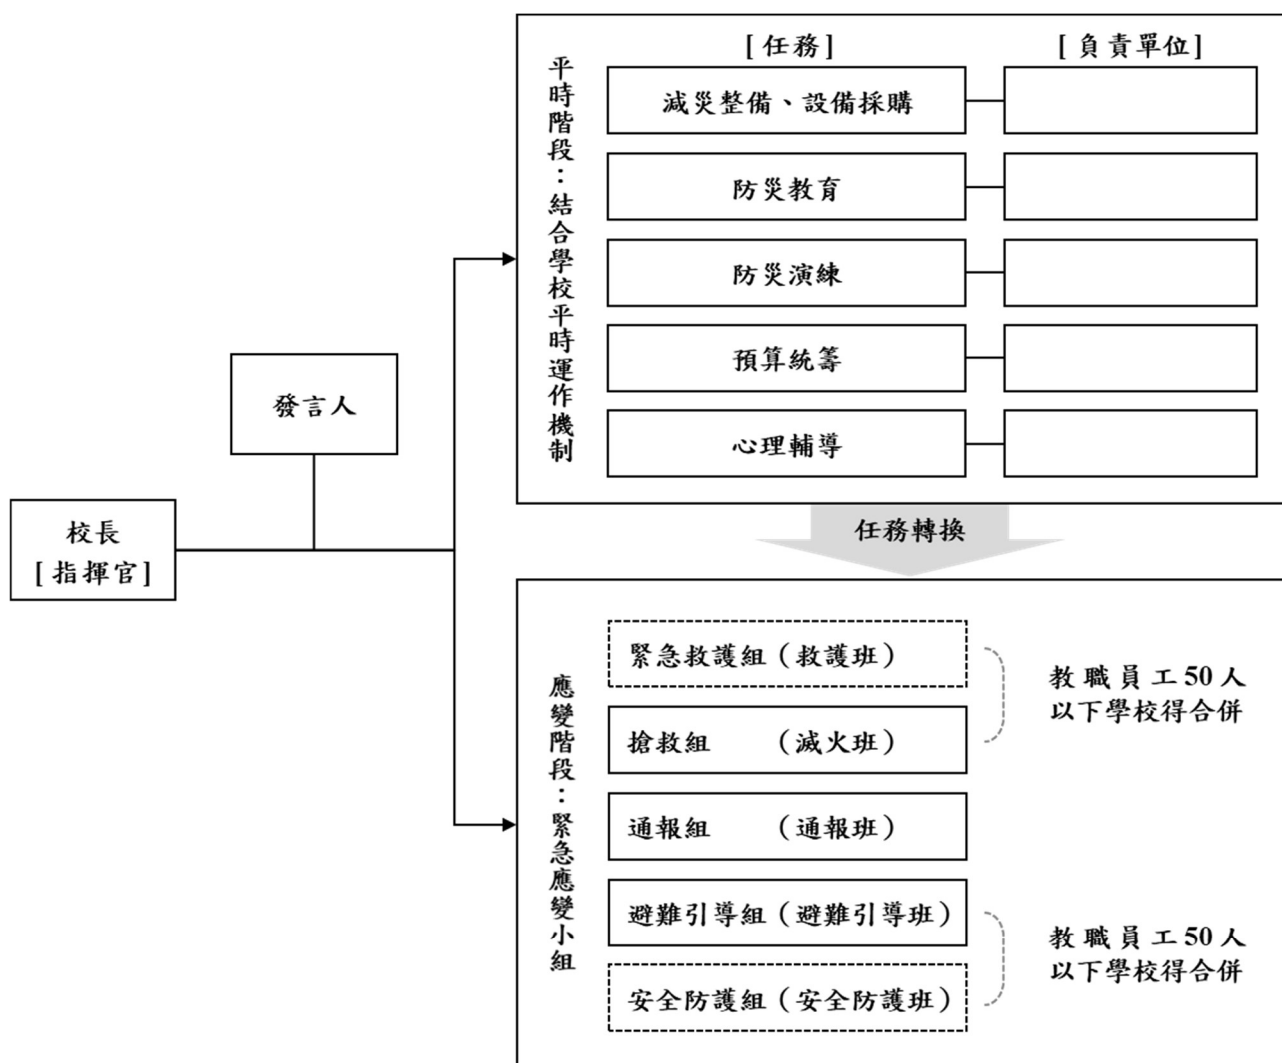 [任務]
[負責單位]
平時階段：結合學校平時運作機制
減災整備、設備採購
防災教育
防災演練
預算統籌
心理輔導
發言人
校長
[指揮官]
任務轉換
應變階段：緊急應變小組
緊急救護組（救護班）
搶救組　　（滅火班）
通報組　　（通報班）
避難引導組（避難引導班）
安全防護組（安全防護班）
教職員工50人
以下學校得合併
教職員工50人
以下學校得合併